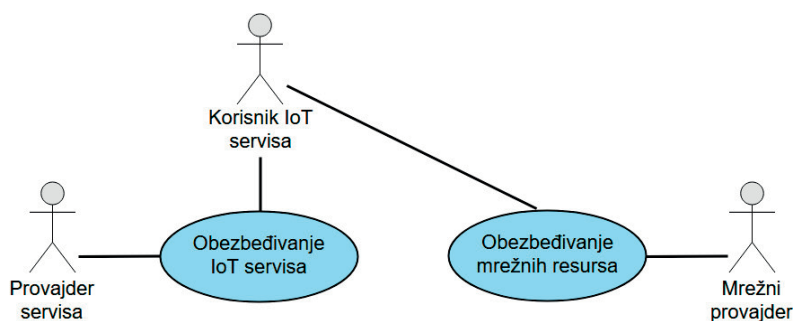 Korisnik IoT
servisa
Obezbeđivanje
IoT servisa
Obezbeđivanje
mrežnih resursa
Provajder
servisa
Mrežni
provajder